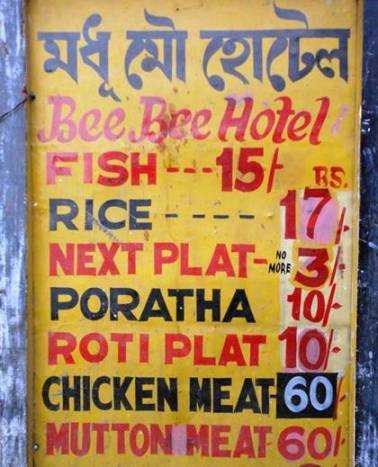 মধু মৌ হোটেল
Bee Bee Hotel
FISH --- 15/-
RS.
RICE ---- 17/-
NEXT PLAT- NO MORE 3/-
PORATHA 10/-
ROTI PLAT 10/-
CHICKEN MEAT- 60/-
MUTTON MEAT 60/-